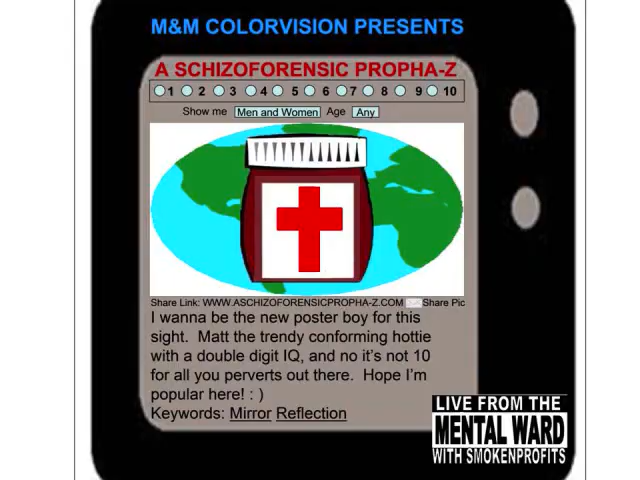 M&M COLORVISION PRESENTS
A SCHIZOFORENSIC PROPHA-Z
1 2 3 4 5 6 7 8 9 10
Show me Men and Women Age Any
Share Link: WWW.ASCHIZOFORENSICPROPHA-Z.COM Share Pic
I wanna be the new poster boy for this
sight. Matt the trendy conforming hottie
with a double digit IQ, and no it's not 10
for all you perverts out there. Hope I'm
popular here! : )
Keywords: Mirror Reflection
LIVE FROM THE
MENTAL WARD
WITH SMOKENPROFITS